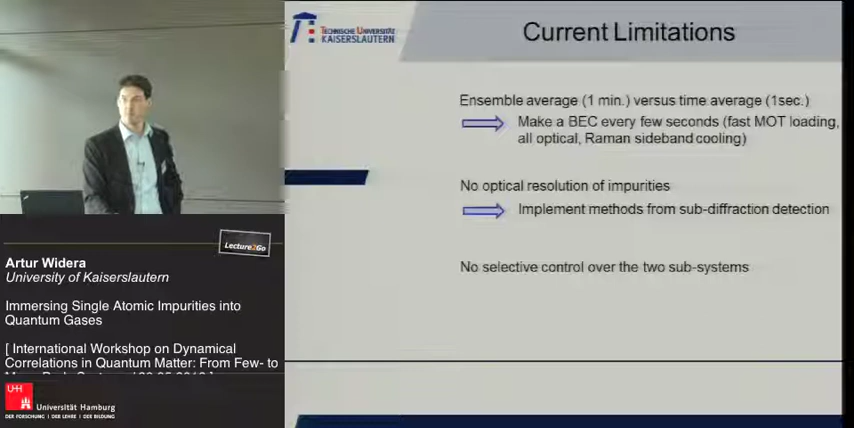 TECHNISCHE UNIVERSITÄT
KAISERSLAUTERN
Current Limitations
Ensemble average (1 min.) versus time average (1sec.)
Make a BEC every few seconds (fast MOT loading,
all optical, Raman sideband cooling)
No optical resolution of impurities
Implement methods from sub-diffraction detection
No selective control over the two sub-systems
Lecture2Go
Artur Widera
University of Kaiserslautern
Immersing Single Atomic Impurities into
Quantum Gases
[ International Workshop on Dynamical
Correlations in Quantum Matter: From Few- to
UH
Universität Hamburg
DER FORSCHUNG | DER LEHRE | DER BILDUNG